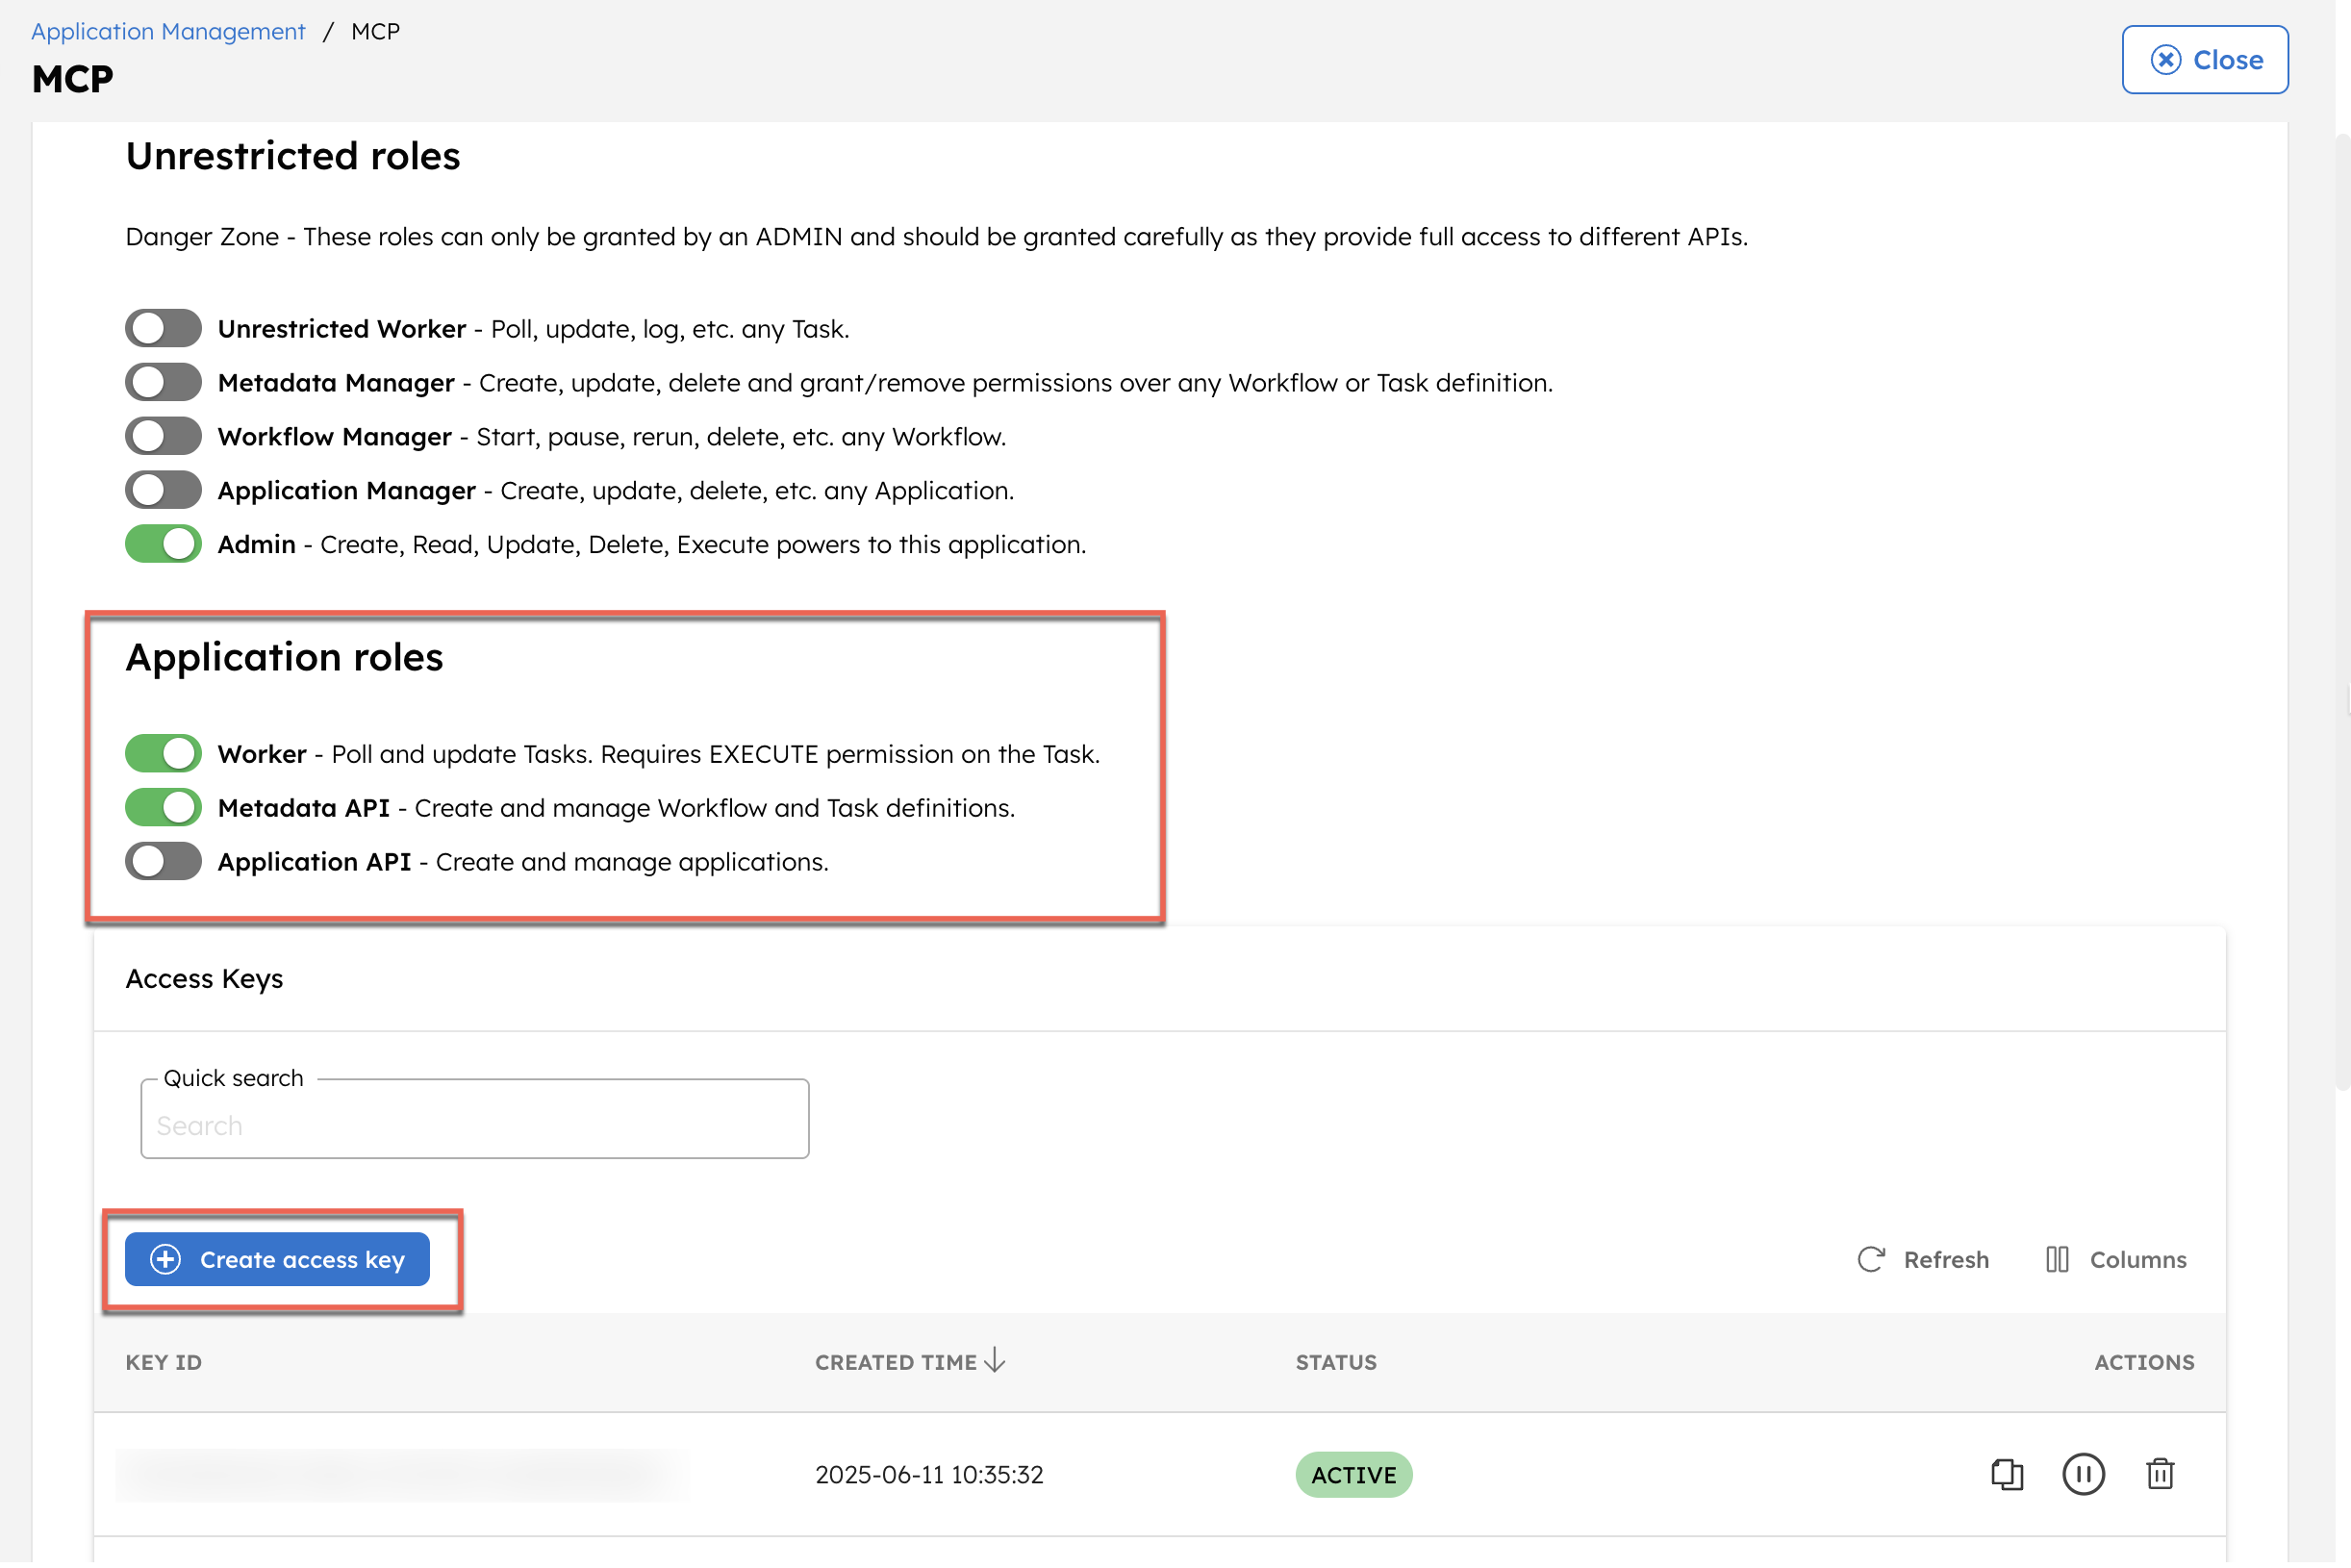 Application Management / MCP
MCP
Close
Unrestricted roles
Danger Zone - These roles can only be granted by an ADMIN and should be granted carefully as they provide full access to different APIs.
Unrestricted Worker - Poll, update, log, etc. any Task.
Metadata Manager - Create, update, delete and grant/remove permissions over any Workflow or Task definition.
Workflow Manager - Start, pause, rerun, delete, etc. any Workflow.
Application Manager - Create, update, delete, etc. any Application.
Admin - Create, Read, Update, Delete, Execute powers to this application.
Application roles
Worker - Poll and update Tasks. Requires EXECUTE permission on the Task.
Metadata API - Create and manage Workflow and Task definitions.
Application API - Create and manage applications.
Access Keys
Quick search
Search
Create access key
Refresh
Columns
KEY ID CREATED TIME STATUS ACTIONS
2025-06-11 10:35:32 ACTIVE